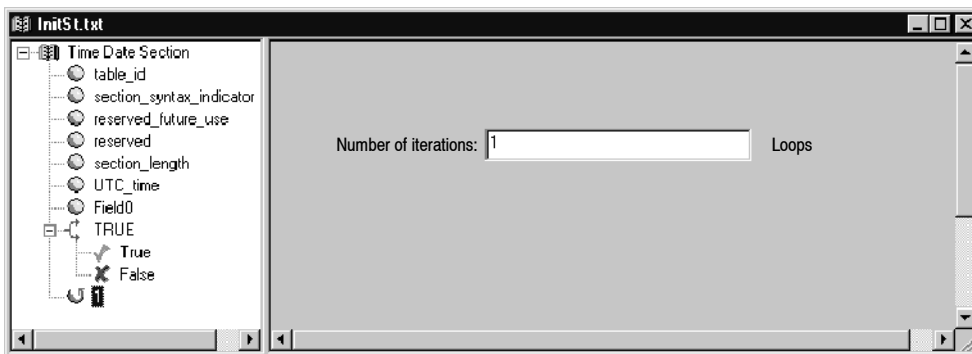 InitSt.txt
Time Date Section
table_id
section_syntax_indicator
reserved_future_use
reserved
section_length
UTC_time
Field0
TRUE
True
False
1
Number of iterations: 1 Loops